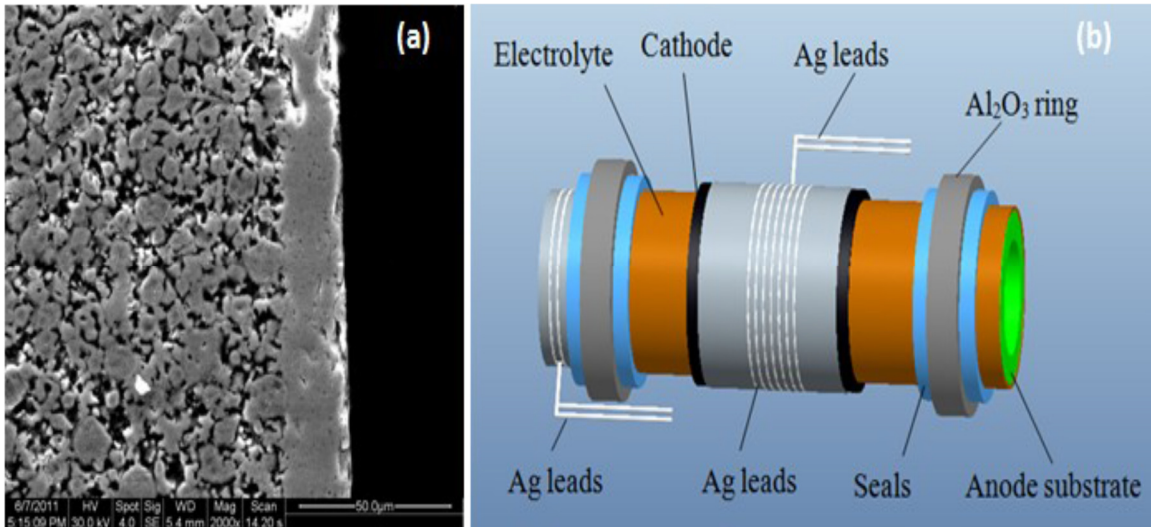 (a)
6/7/2011 HV Spot Sig WD Mag Scan
5:15:09 PM 30.0 kV 4.0 SE 5.4 mm 2000x 14.20 s
50.0µm
(b)
Electrolyte
Cathode
Ag leads
Al₂O₃ ring
Ag leads
Ag leads
Seals
Anode substrate